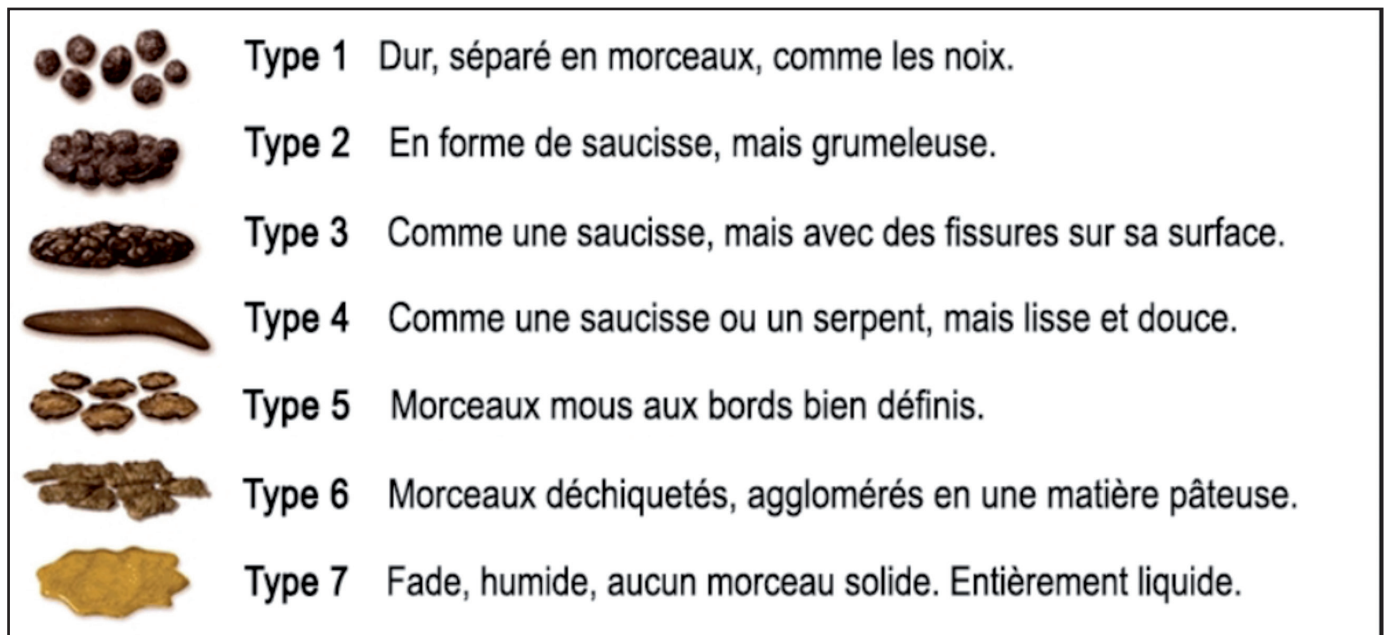 Type 1 Dur, séparé en morceaux, comme les noix.
Type 2 En forme de saucisse, mais grumeleuse.
Type 3 Comme une saucisse, mais avec des fissures sur sa surface.
Type 4 Comme une saucisse ou un serpent, mais lisse et douce.
Type 5 Morceaux mous aux bords bien définis.
Type 6 Morceaux déchiquetés, agglomérés en une matière pâteuse.
Type 7 Fade, humide, aucun morceau solide. Entièrement liquide.